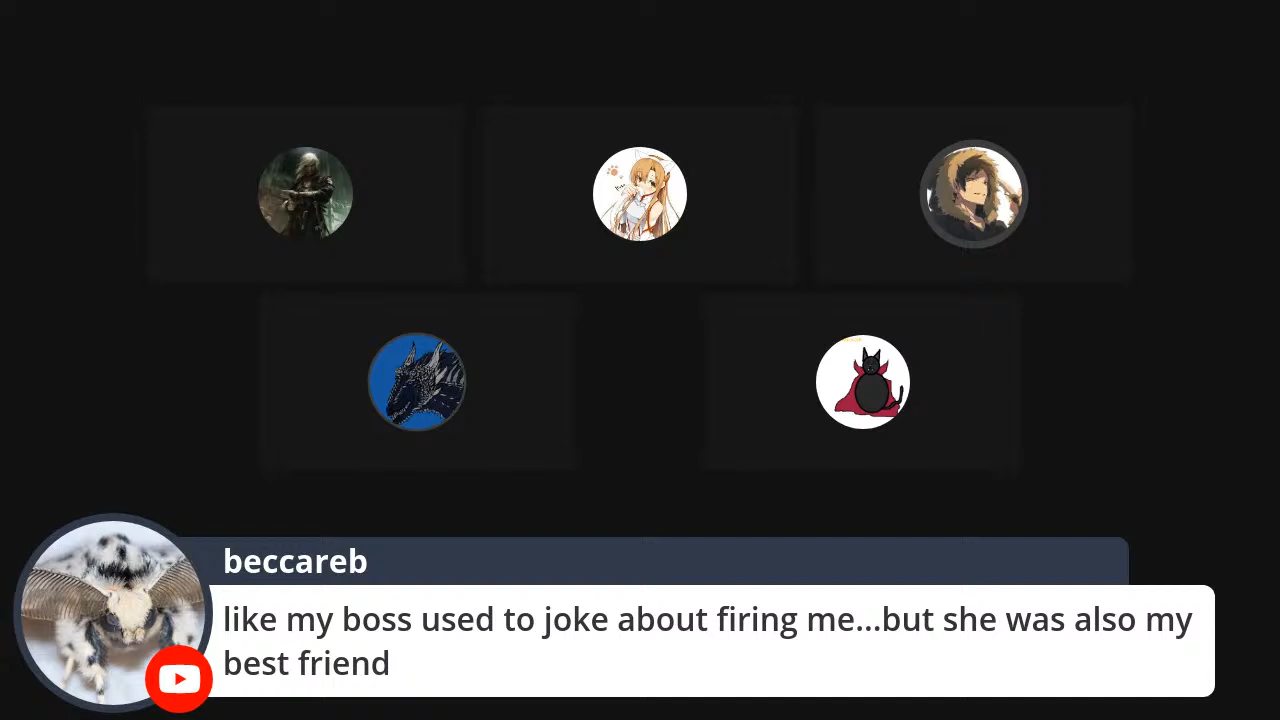 beccareb
like my boss used to joke about firing me...but she was also my
best friend